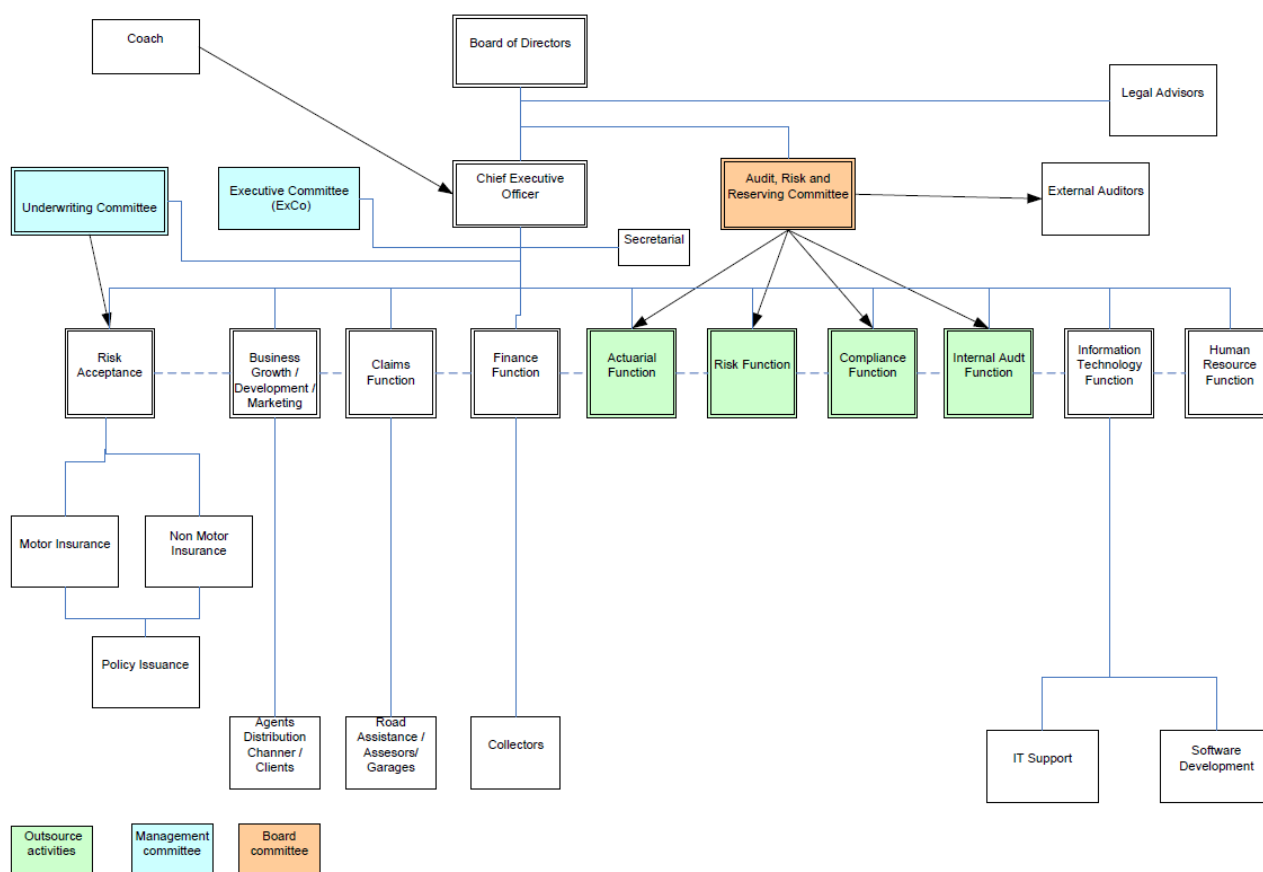 Coach
Board of Directors
Legal Advisors
Underwriting Committee
Executive Committee
(ExCo)
Chief Executive
Officer
Audit, Risk and
Reserving Committee
External Auditors
Secretarial
Risk
Acceptance
Business
Growth /
Development /
Marketing
Claims
Function
Finance
Function
Actuarial
Function
Risk Function
Compliance
Function
Internal Audt
Function
Information
Technology
Function
Human
Resource
Function
Motor Insurance
Non Motor
Insurance
Policy Issuance
Agents
Distribution
Channer /
Clients
Road
Assistance /
Assesors/
Garages
Collectors
IT Support
Software
Development
Outsource
activities
Management
committee
Board
committee